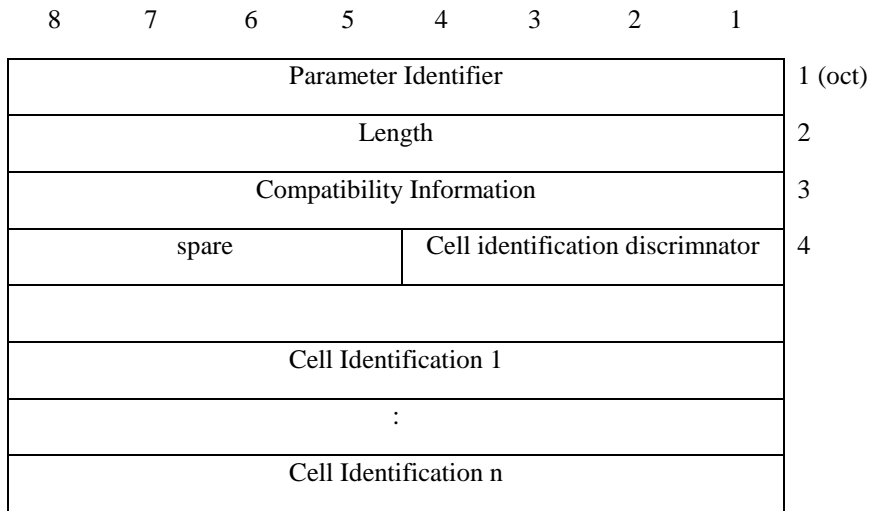 8 7 6 5 4 3 2 1
Parameter Identifier 1 (oct)
Length 2
Compatibility Information 3
spare Cell identification discrimnator 4
Cell Identification 1
:
Cell Identification n